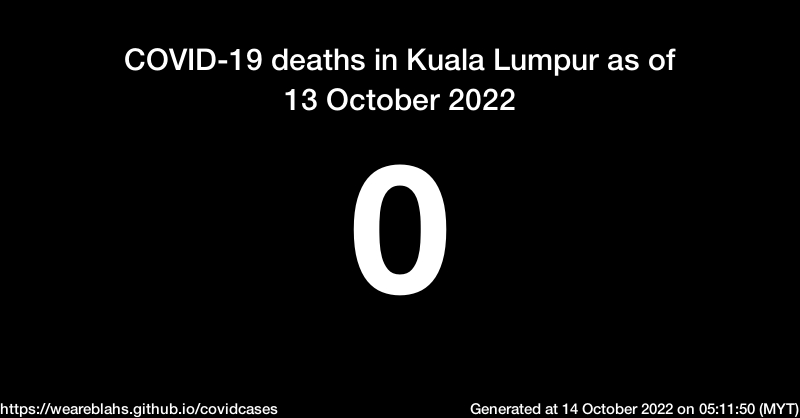 COVID-19 deaths in Kuala Lumpur as of
13 October 2022
0
https://weareblahs.github.io/covidcases
Generated at 14 October 2022 on 05:11:50 (MYT)